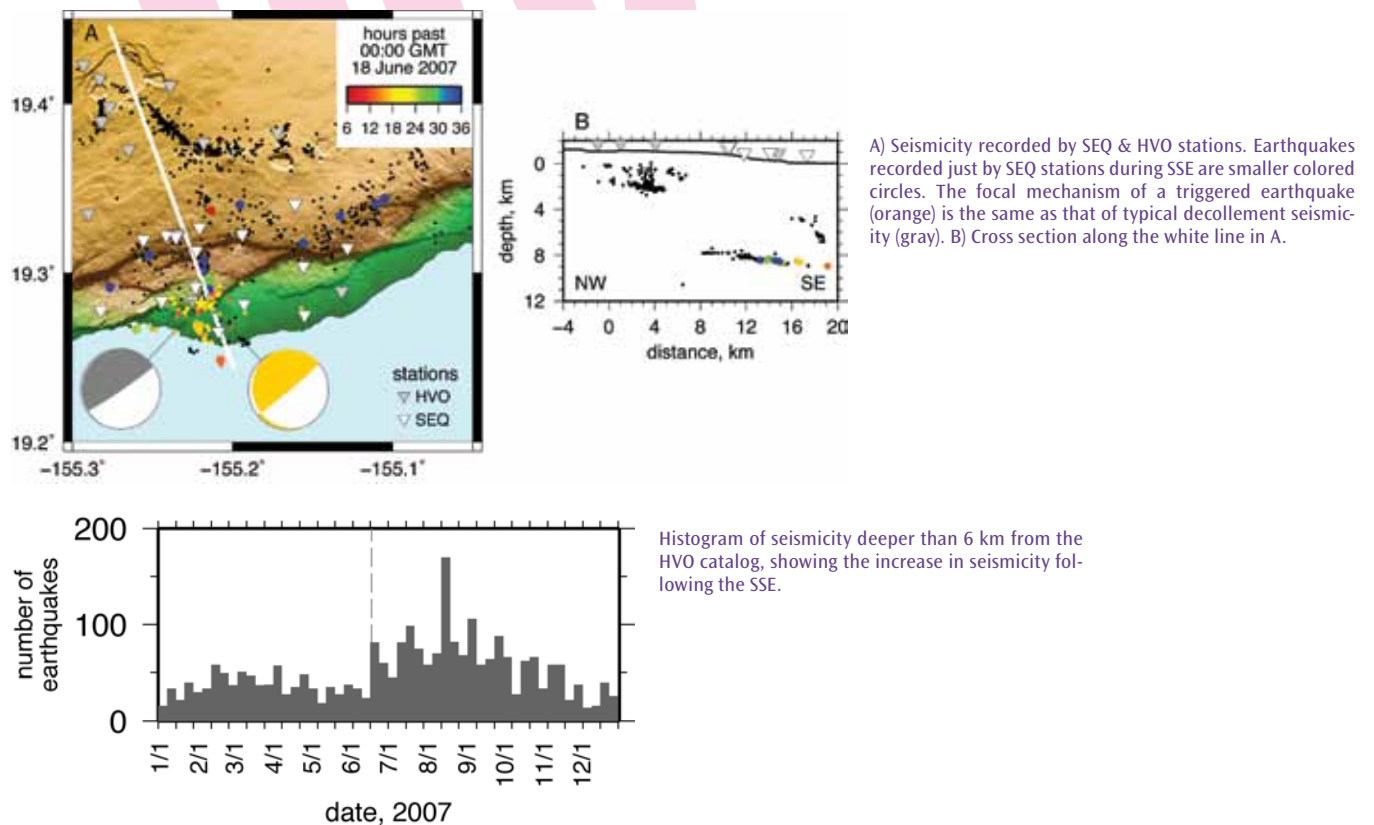 A
hours past
00:00 GMT
18 June 2007
6 12 18 24 30 36
19.4°
19.3°
19.2°
stations
HVO
SEQ
−155.3° −155.2° −155.1°
B
0
4
8
12
depth, km
NW SE
−4 0 4 8 12 16 20
distance, km
A) Seismicity recorded by SEQ & HVO stations. Earthquakes
recorded just by SEQ stations during SSE are smaller colored
circles. The focal mechanism of a triggered earthquake
(orange) is the same as that of typical decollement seismic-
ity (gray). B) Cross section along the white line in A.
200
100
0
number of
earthquakes
1/1 2/1 3/1 4/1 5/1 6/1 7/1 8/1 9/1 10/1 11/1 12/1
date, 2007
Histogram of seismicity deeper than 6 km from the
HVO catalog, showing the increase in seismicity fol-
lowing the SSE.